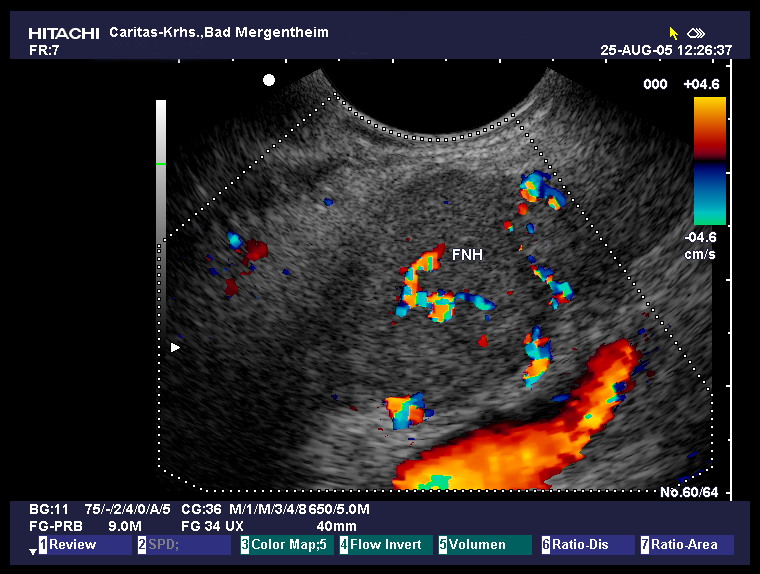 HITACHI Caritas-Krhs.,Bad Mergentheim
FR:7
25-AUG-05 12:26:37
000 +04.6
-04.6
cm/s
FNH
No.60/64
BG:11 75/-/2/4/0/A/5 CG:36 M/1/M/3/4/8650/5.0M
FG-PRB 9.0M FG 34 UX 40mm
1 Review 2 SPD; 3 Color Map;5 4 Flow Invert 5 Volumen 6 Ratio-Dis 7 Ratio-Area